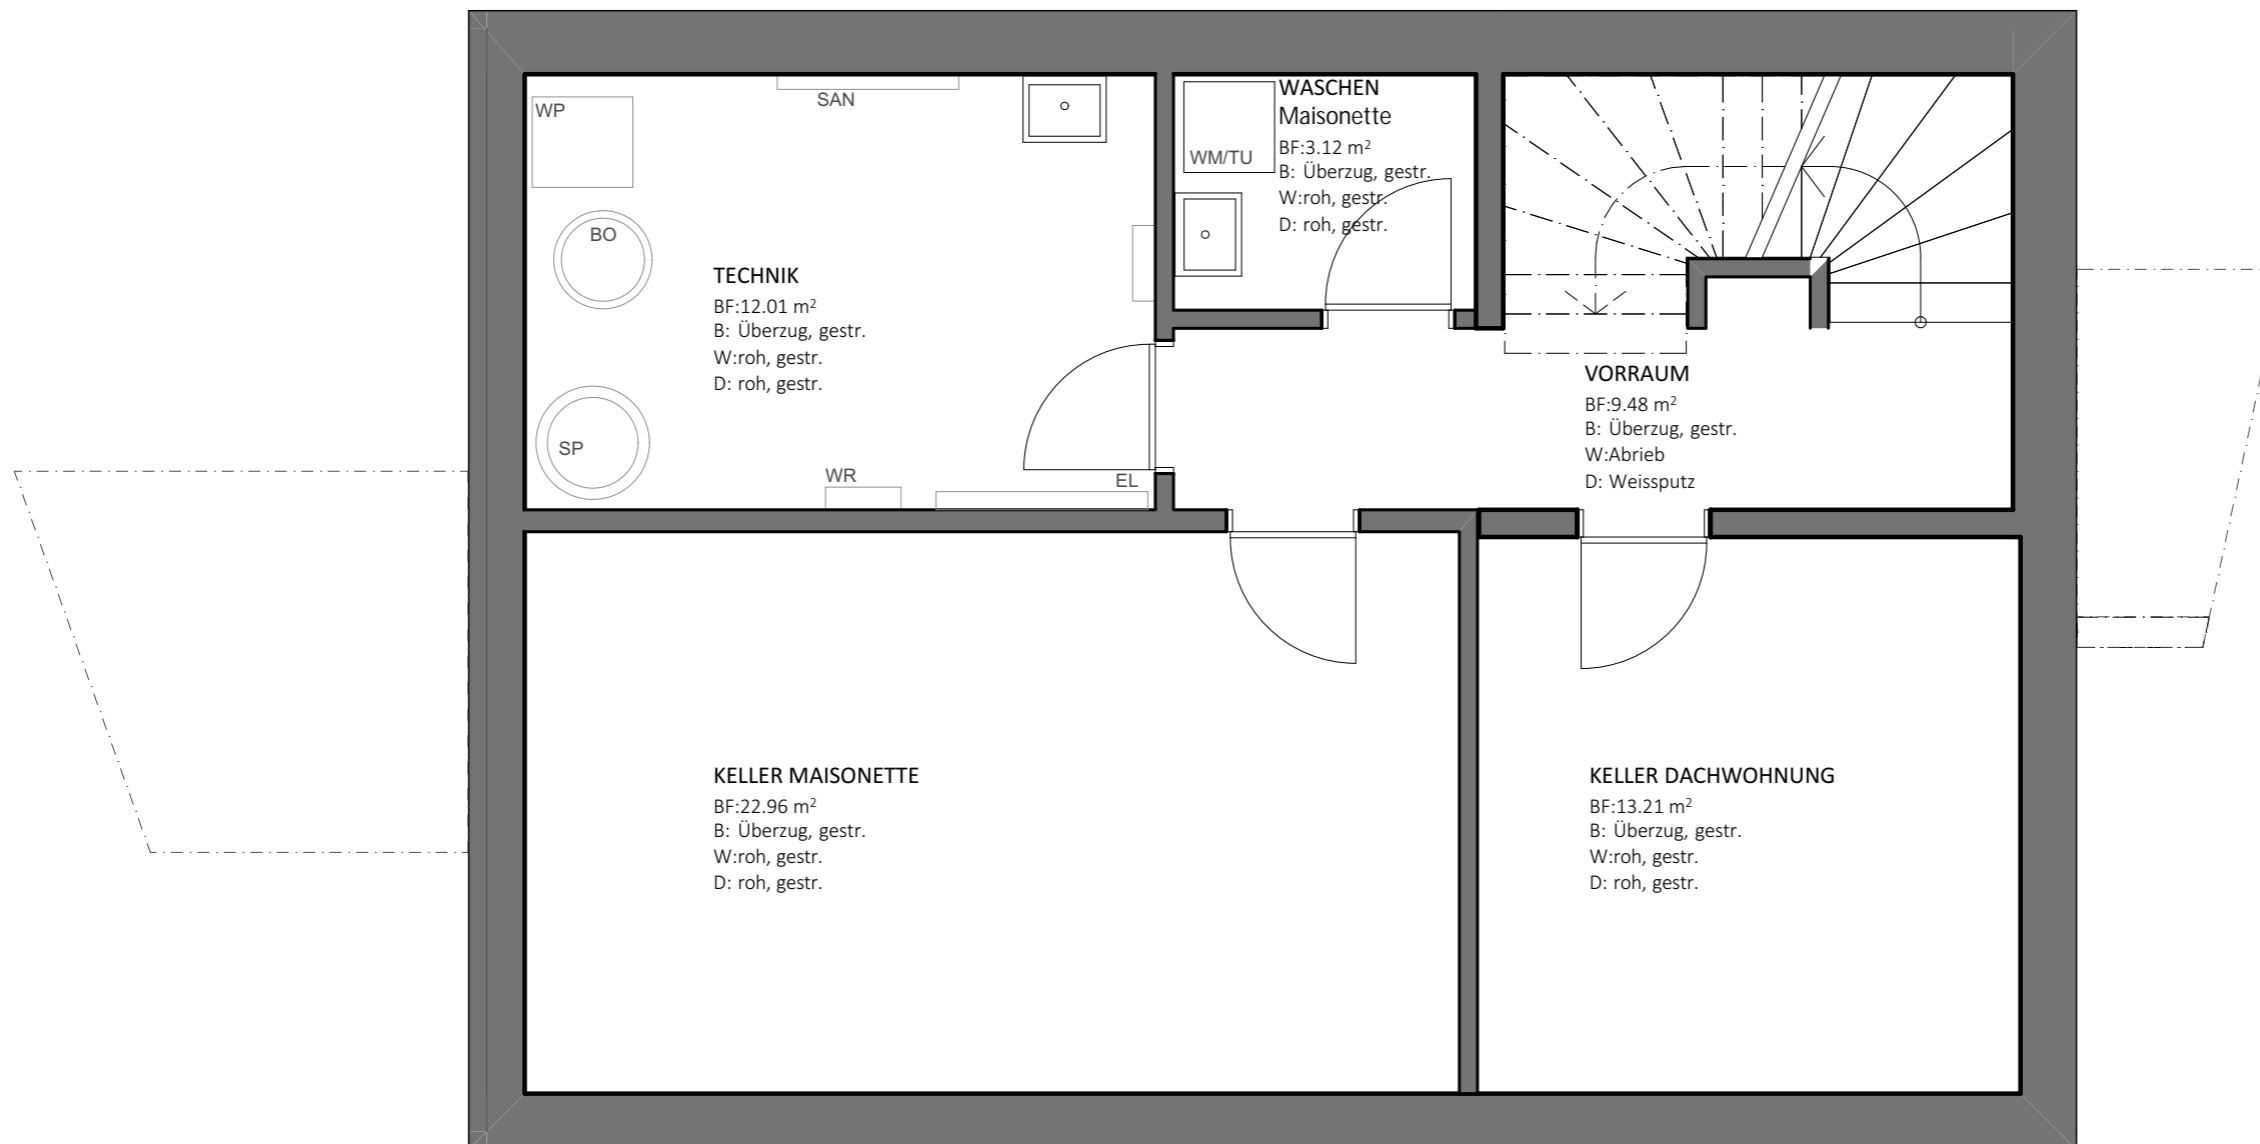 WP
SAN
BO
SP
TECHNIK
BF:12.01 m²
B: Überzug, gestr.
W:roh, gestr.
D: roh, gestr.
WR
EL
WM/TU
WASCHEN
Maisonette
BF:3.12 m²
B: Überzug, gestr.
W:roh, gestr.
D: roh, gestr.
VORRAUM
BF:9.48 m²
B: Überzug, gestr.
W:Abrieb
D: Weissputz
KELLER MAISONETTE
BF:22.96 m²
B: Überzug, gestr.
W:roh, gestr.
D: roh, gestr.
KELLER DACHWOHNUNG
BF:13.21 m²
B: Überzug, gestr.
W:roh, gestr.
D: roh, gestr.